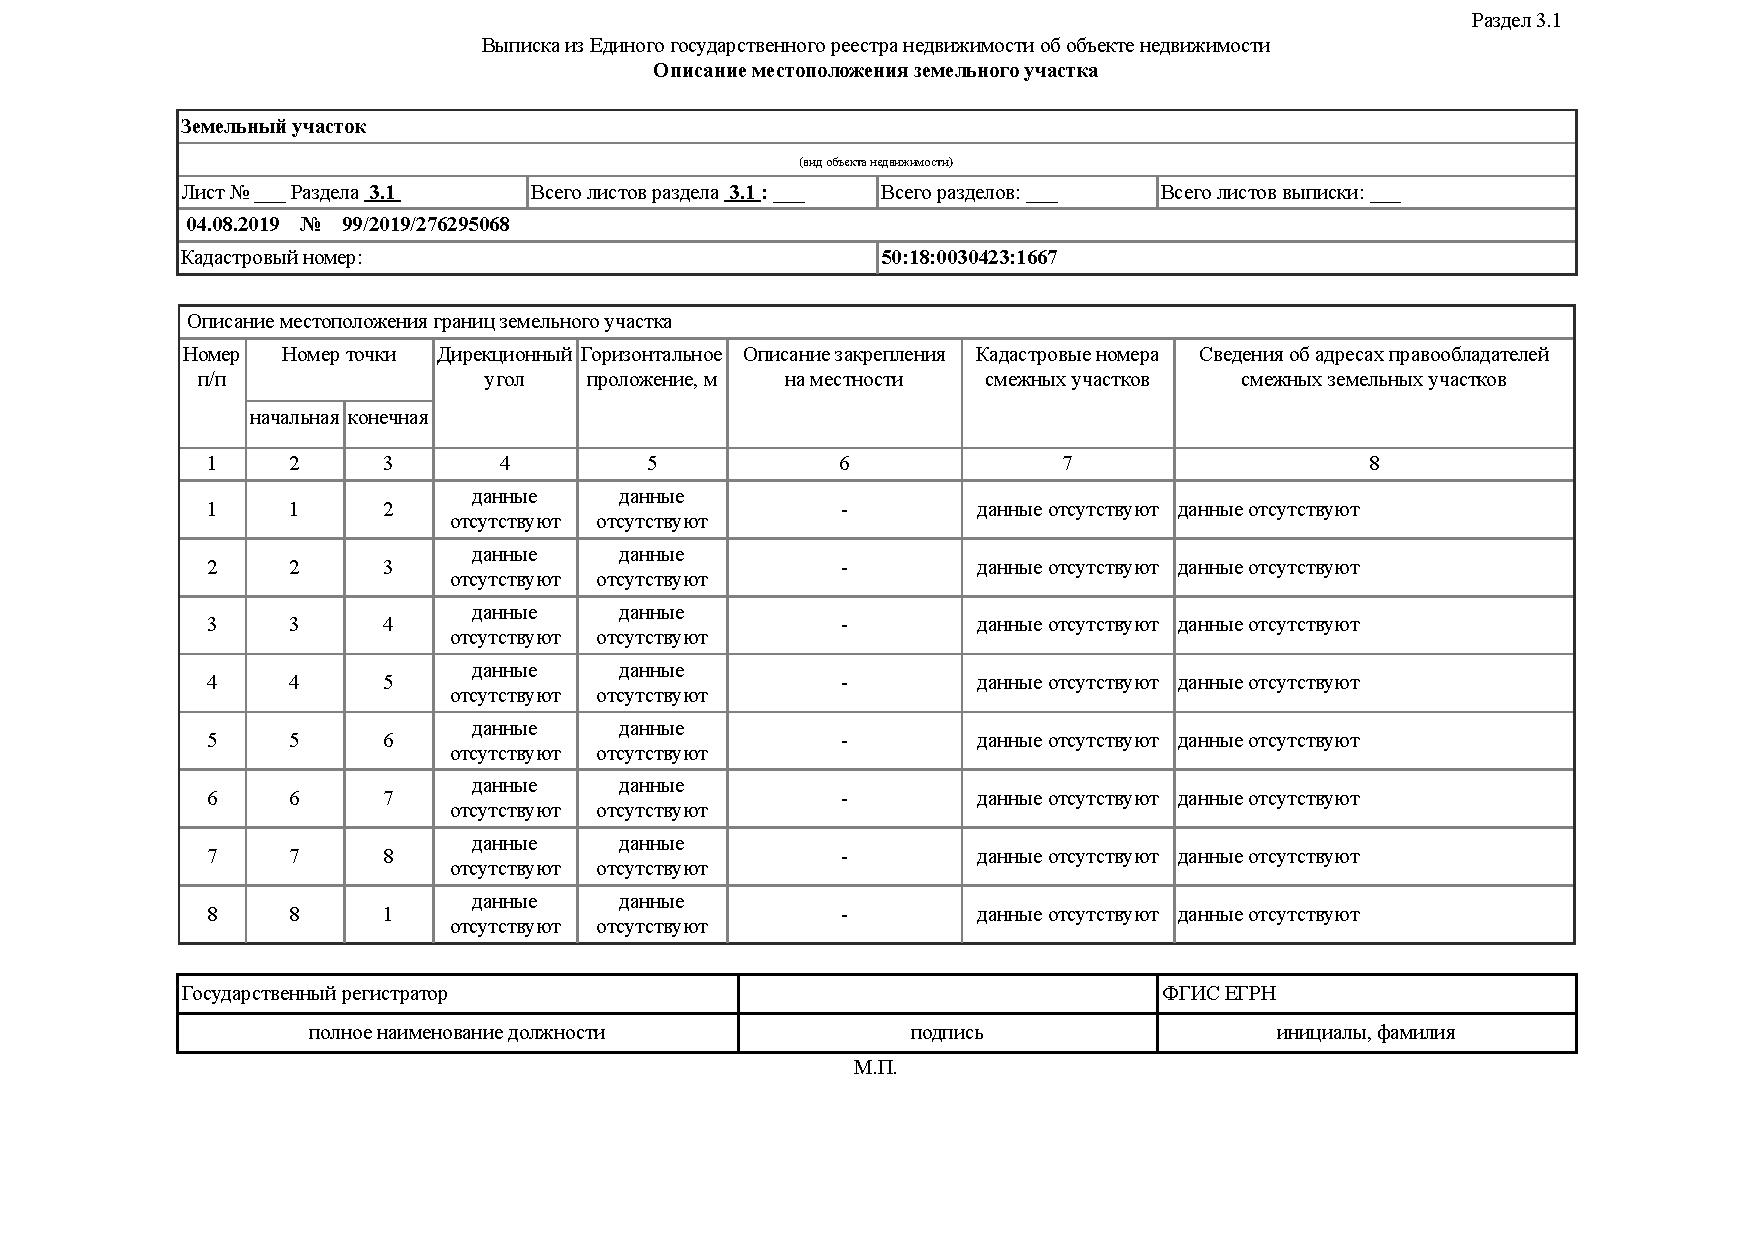 Раздел 3.1
Выписка из Единого государственного реестра недвижимости об объекте недвижимости
Описание местоположения земельного участка
Земельный участок
(вид объекта недвижимости)
Лист № ___ Раздела 3.1 Всего листов раздела 3.1 : ___ Всего разделов: ___ Всего листов выписки: ___
04.08.2019 № 99/2019/276295068
Кадастровый номер: 50:18:0030423:1667
Описание местоположения границ земельного участка
Номер п/п Номер точки Дирекционный угол Горизонтальное проложение, м Описание закрепления на местности Кадастровые номера смежных участков Сведения об адресах правообладателей смежных земельных участков
начальная конечная
1 2 3 4 5 6 7 8
1 1 2 данные отсутствуют данные отсутствуют - данные отсутствуют данные отсутствуют
2 2 3 данные отсутствуют данные отсутствуют - данные отсутствуют данные отсутствуют
3 3 4 данные отсутствуют данные отсутствуют - данные отсутствуют данные отсутствуют
4 4 5 данные отсутствуют данные отсутствуют - данные отсутствуют данные отсутствуют
5 5 6 данные отсутствуют данные отсутствуют - данные отсутствуют данные отсутствуют
6 6 7 данные отсутствуют данные отсутствуют - данные отсутствуют данные отсутствуют
7 7 8 данные отсутствуют данные отсутствуют - данные отсутствуют данные отсутствуют
8 8 1 данные отсутствуют данные отсутствуют - данные отсутствуют данные отсутствуют
Государственный регистратор ФГИС ЕГРН
полное наименование должности подпись инициалы, фамилия
М.П.